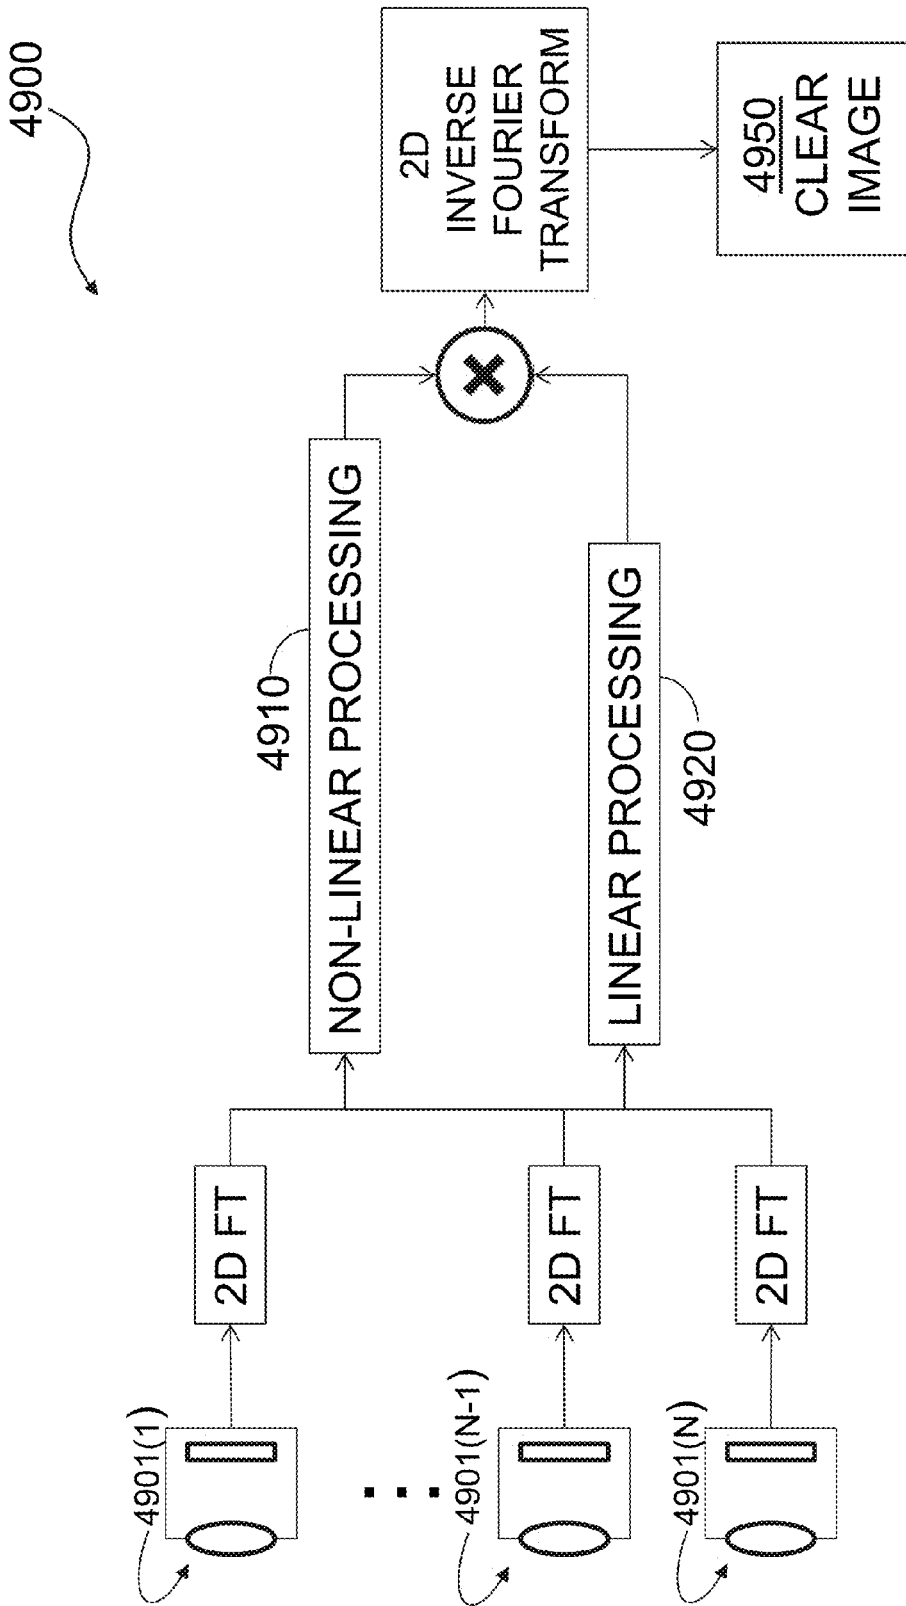 4900
4901(1)
4901(N-1)
4901(N)
2D FT
2D FT
2D FT
4910
NON-LINEAR PROCESSING
LINEAR PROCESSING
4920
2D
INVERSE
FOURIER
TRANSFORM
4950
CLEAR
IMAGE